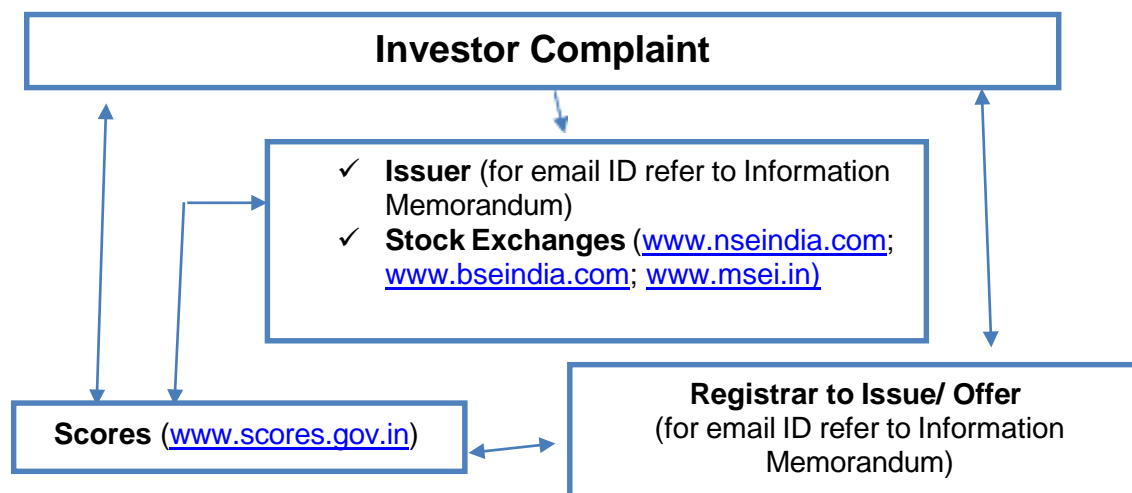 Investor Complaint
✓ Issuer (for email ID refer to Information
Memorandum)
✓ Stock Exchanges (www.nseindia.com;
www.bseindia.com; www.msei.in)
Scores (www.scores.gov.in)
Registrar to Issue/ Offer
(for email ID refer to Information
Memorandum)